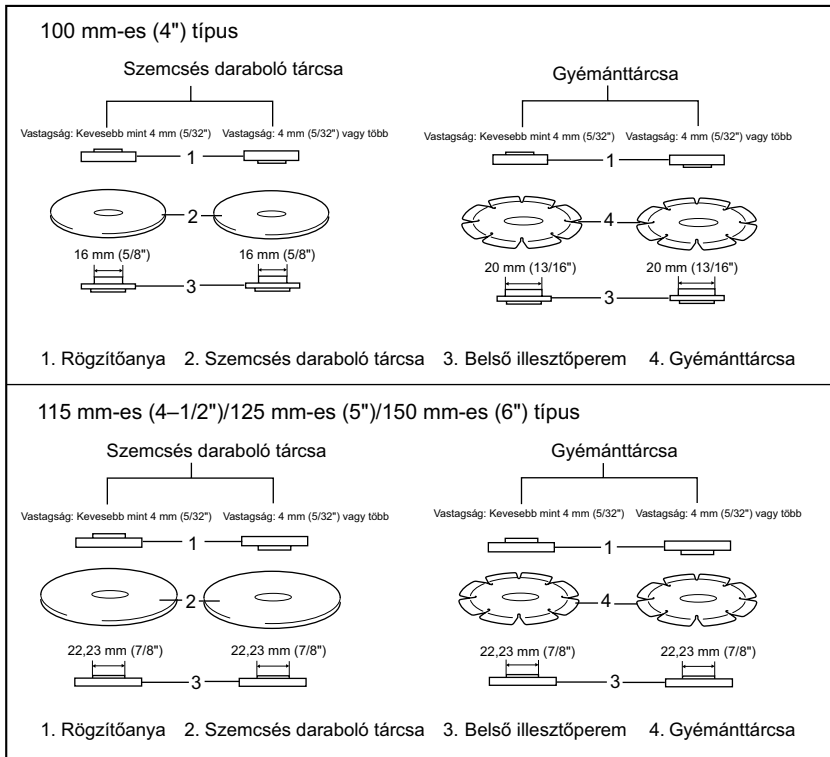 100 mm-es (4") típus
Szemcsés daraboló tárcsa
Vastagság: Kevesebb mint 4 mm (5/32") Vastagság: 4 mm (5/32") vagy több
1
2
16 mm (5/8") 16 mm (5/8")
3
Gyémánttárcsa
Vastagság: Kevesebb mint 4 mm (5/32") Vastagság: 4 mm (5/32") vagy több
1
4
20 mm (13/16") 20 mm (13/16")
3
1. Rögzítőanya 2. Szemcsés daraboló tárcsa 3. Belső illesztőperem 4. Gyémánttárcsa
115 mm-es (4–1/2")/125 mm-es (5")/150 mm-es (6") típus
Szemcsés daraboló tárcsa
Vastagság: Kevesebb mint 4 mm (5/32") Vastagság: 4 mm (5/32") vagy több
1
2
22,23 mm (7/8") 22,23 mm (7/8")
3
Gyémánttárcsa
Vastagság: Kevesebb mint 4 mm (5/32") Vastagság: 4 mm (5/32") vagy több
1
4
22,23 mm (7/8") 22,23 mm (7/8")
3
1. Rögzítőanya 2. Szemcsés daraboló tárcsa 3. Belső illesztőperem 4. Gyémánttárcsa